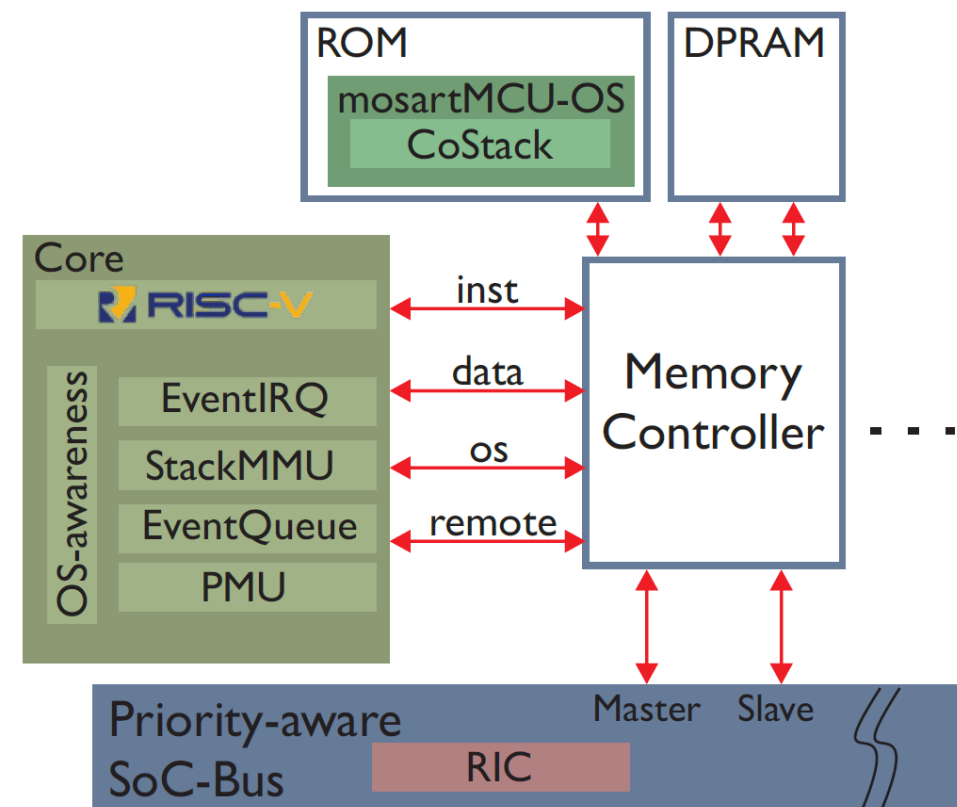 ROM
mosartMCU-OS
CoStack
DPRAM
Core
RISC-V
OS-awareness
EventIRQ
StackMMU
EventQueue
PMU
inst
data
os
remote
Memory
Controller
Priority-aware
SoC-Bus
RIC
Master
Slave